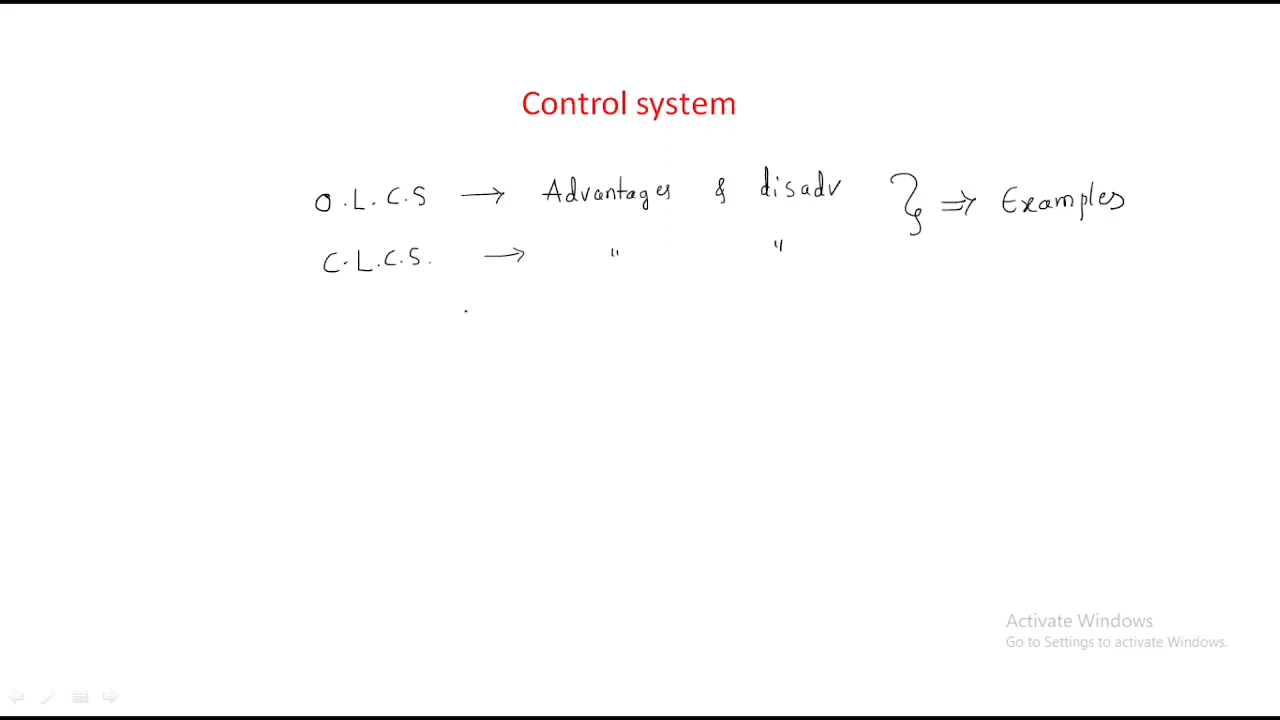 Control system
O.L.C.S → Advantages & disadv } ⇒ Examples
C.L.C.S. → " "
Activate Windows
Go to Settings to activate Windows.